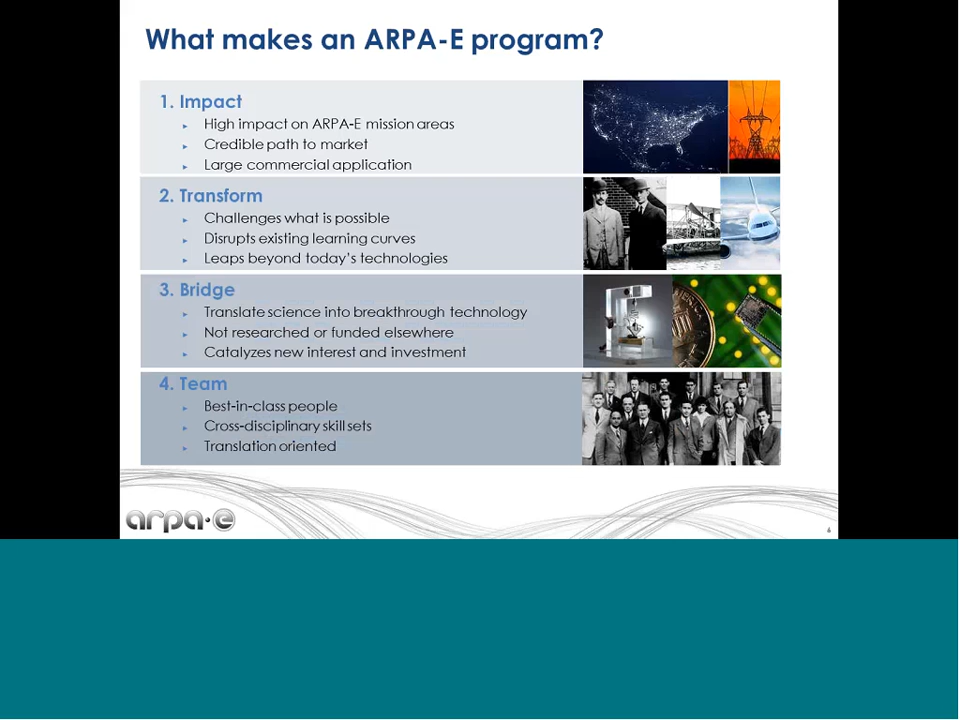 What makes an ARPA-E program?
1. Impact
High impact on ARPA-E mission areas
Credible path to market
Large commercial application
2. Transform
Challenges what is possible
Disrupts existing learning curves
Leaps beyond today's technologies
3. Bridge
Translate science into breakthrough technology
Not researched or funded elsewhere
Catalyzes new interest and investment
4. Team
Best-in-class people
Cross-disciplinary skill sets
Translation oriented
arpa·e
6